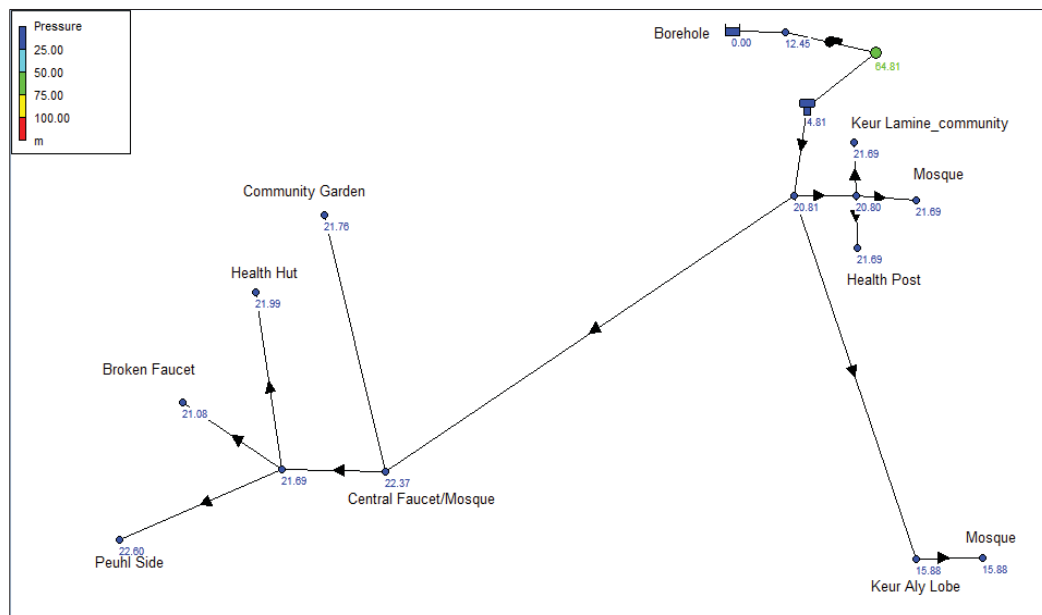 Pressure
25.00
50.00
75.00
100.00
m
Borehole
0.00
12.45
64.81
4.81
Keur Lamine_community
21.69
Mosque
20.81
20.80
21.69
21.69
Health Post
Community Garden
21.76
Health Hut
21.99
Broken Faucet
21.08
21.69
22.37
Central Faucet/Mosque
22.60
Peuhl Side
Mosque
15.88
15.88
Keur Aly Lobe